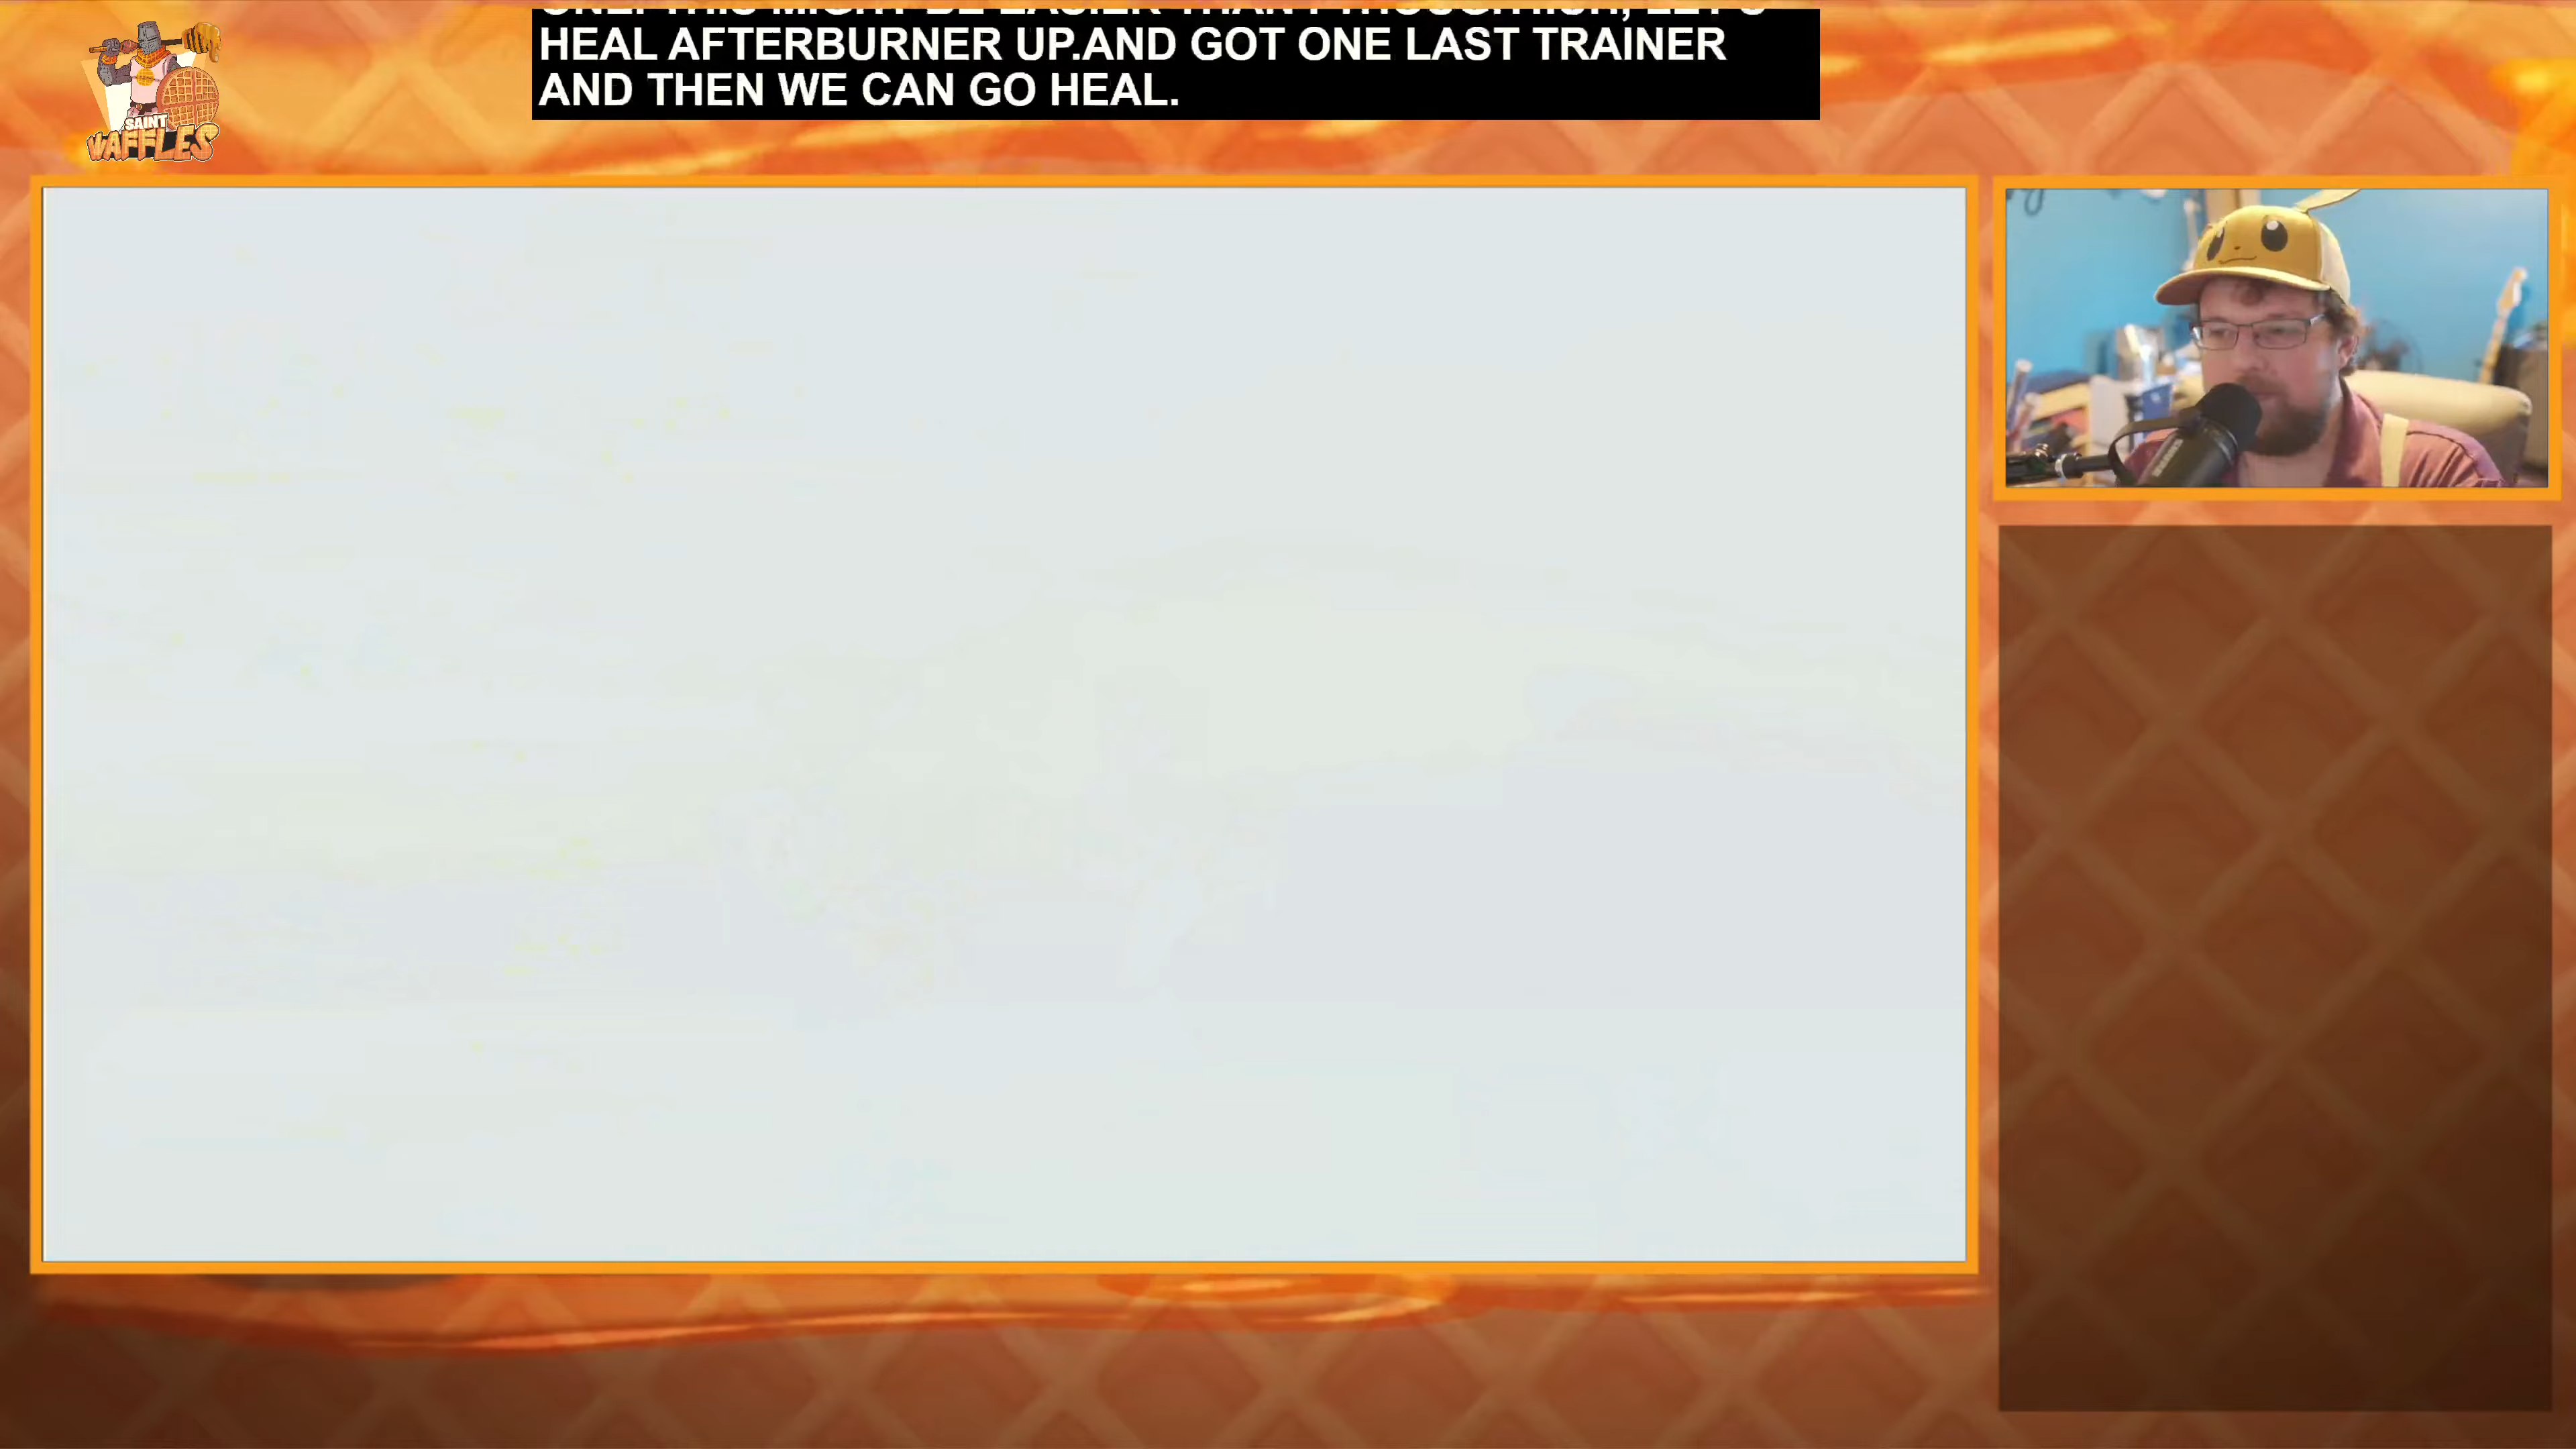 HEAL AFTERBURNER UP.AND GOT ONE LAST TRAINER
AND THEN WE CAN GO HEAL.
SAINT
WAFFLES